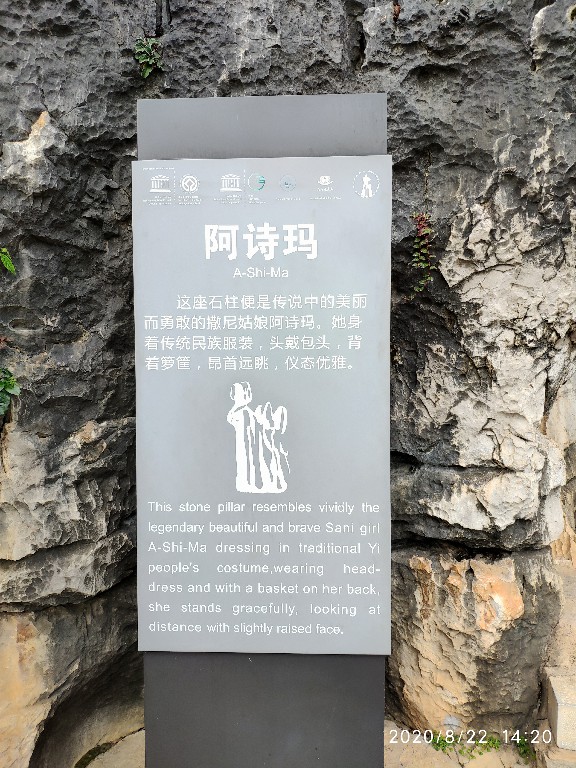 阿诗玛
A-Shi-Ma
这座石柱便是传说中的美丽
而勇敢的撒尼姑娘阿诗玛。她身
着传统民族服装，头戴包头，背
着箩筐，昂首远眺，仪态优雅。
This stone pillar resembles vividly the
legendary beautiful and brave Sani girl
A-Shi-Ma dressing in traditional Yi
people's costume,wearing head-
dress and with a basket on her back,
she stands gracefully, looking at
distance with slightly raised face.
2020/8/22 14:20